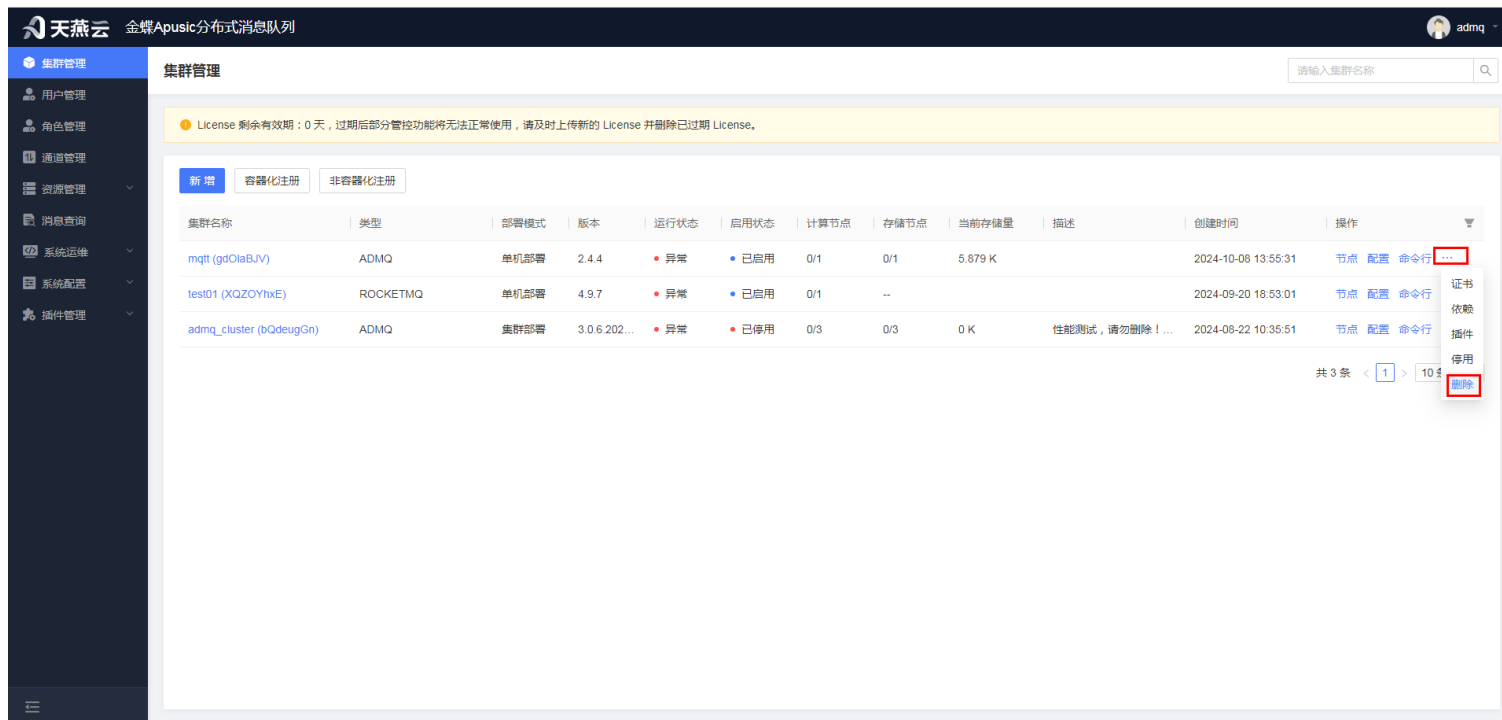 天燕云 金蝶Apusic分布式消息队列 admq
集群管理
用户管理
角色管理
通道管理
资源管理
消息查询
系统运维
系统配置
插件管理
集群管理 请输入集群名称
License 剩余有效期：0 天，过期后部分管控功能将无法正常使用，请及时上传新的 License 并删除已过期 License。
新 增 容器化注册 非容器化注册
集群名称 类型 部署模式 版本 运行状态 启用状态 计算节点 存储节点 当前存储量 描述 创建时间 操作
mqtt (gdOlaBJV) ADMQ 单机部署 2.4.4 异常 已启用 0/1 0/1 5.879 K 2024-10-08 13:55:31 节点 配置 命令行 ...
test01 (XQZOYhxE) ROCKETMQ 单机部署 4.9.7 异常 已启用 0/1 -- 2024-09-20 18:53:01 节点 配置 命令行
admq_cluster (bQdeugGn) ADMQ 集群部署 3.0.6.202... 异常 已停用 0/3 0/3 0 K 性能测试，请勿删除！... 2024-08-22 10:35:51 节点 配置 命令行
证书
依赖
插件
停用
删除
共 3 条 < 1 > 10